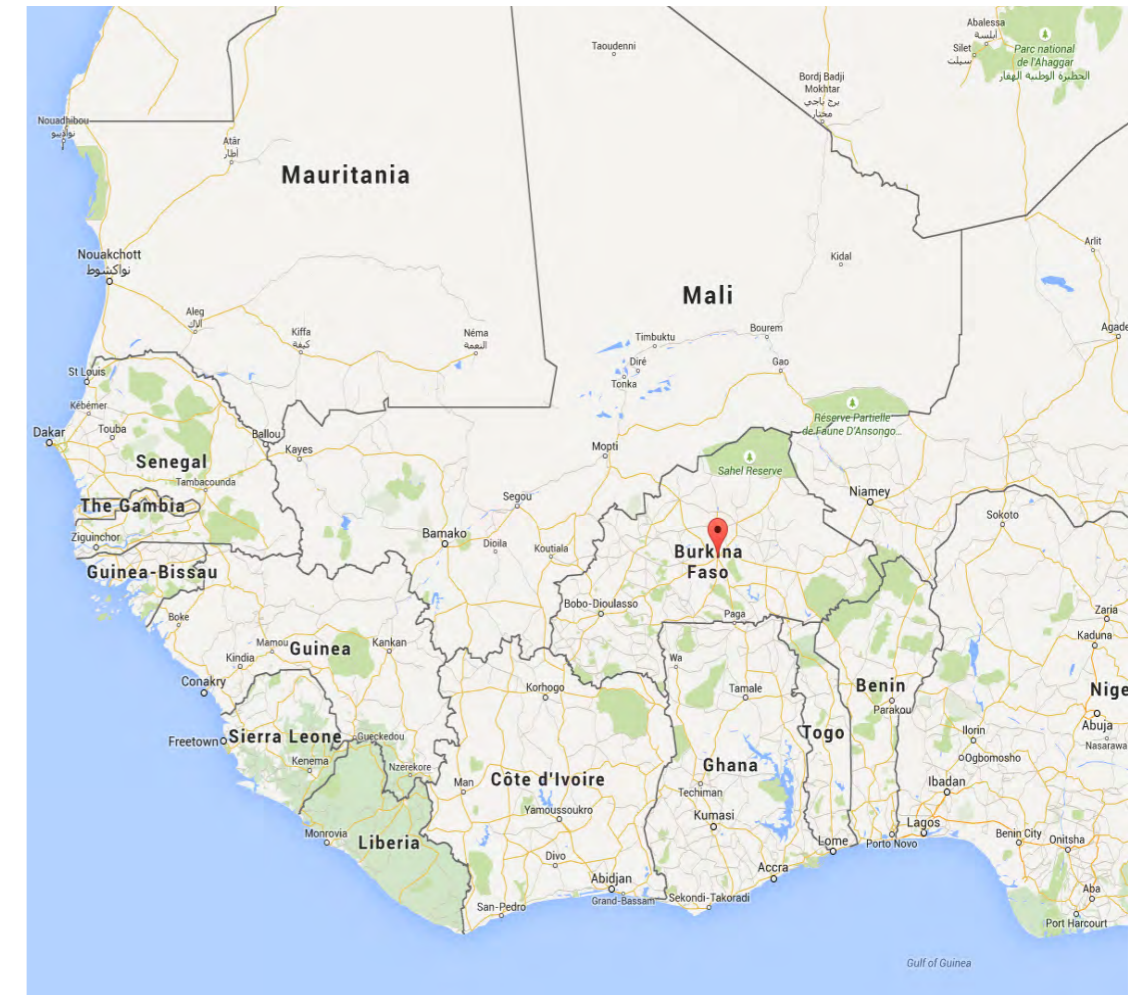 Abalessa
أبلسة
Silet
سيلت
Parc national
de l'Ahaggar
الحظيرة الوطنية الهقار
Taoudenni
Bordj Badji
Mokhtar
برج باجي
مختار
Nouadhibou
نواذيبو
Atâr
أطار
Mauritania
Nouakchott
نواكشوط
Arlit
Kidal
Mali
Aleg
ألاك
Kiffa
كيفة
Néma
النعمة
Timbuktu
Bourem
Agade
Diré
Gao
Tonka
St Louis
Kébémer
Dakar
Touba
Ballou
Réserve Partielle
de Faune D'Ansongo...
Kayes
Mopti
Senegal
Sahel Reserve
Tambacounda
Niamey
Segou
The Gambia
Sokoto
Ziguinchor
Bamako
Dioila
Koutiala
Burkina
Faso
Guinea-Bissau
Bobo-Dioulasso
Paga
Zaria
Boke
Kaduna
Mamou
Guinea
Kankan
Kindia
Wa
Conakry
Korhogo
Tamale
Benin
Nige
Parakou
Abuja
Freetown
Sierra Leone
Gueckedou
Togo
Ilorin
Nasarawa
Kenema
Nzerekore
Ogbomosho
Man
Côte d'Ivoire
Ghana
Techiman
Ibadan
Yamoussoukro
Kumasi
Lagos
Monrovia
Liberia
Lome
Porto Novo
Benin City
Onitsha
Divo
Accra
Abidjan
Grand-Bassam
Sekondi-Takoradi
San-Pedro
Aba
Port Harcourt
Gulf of Guinea